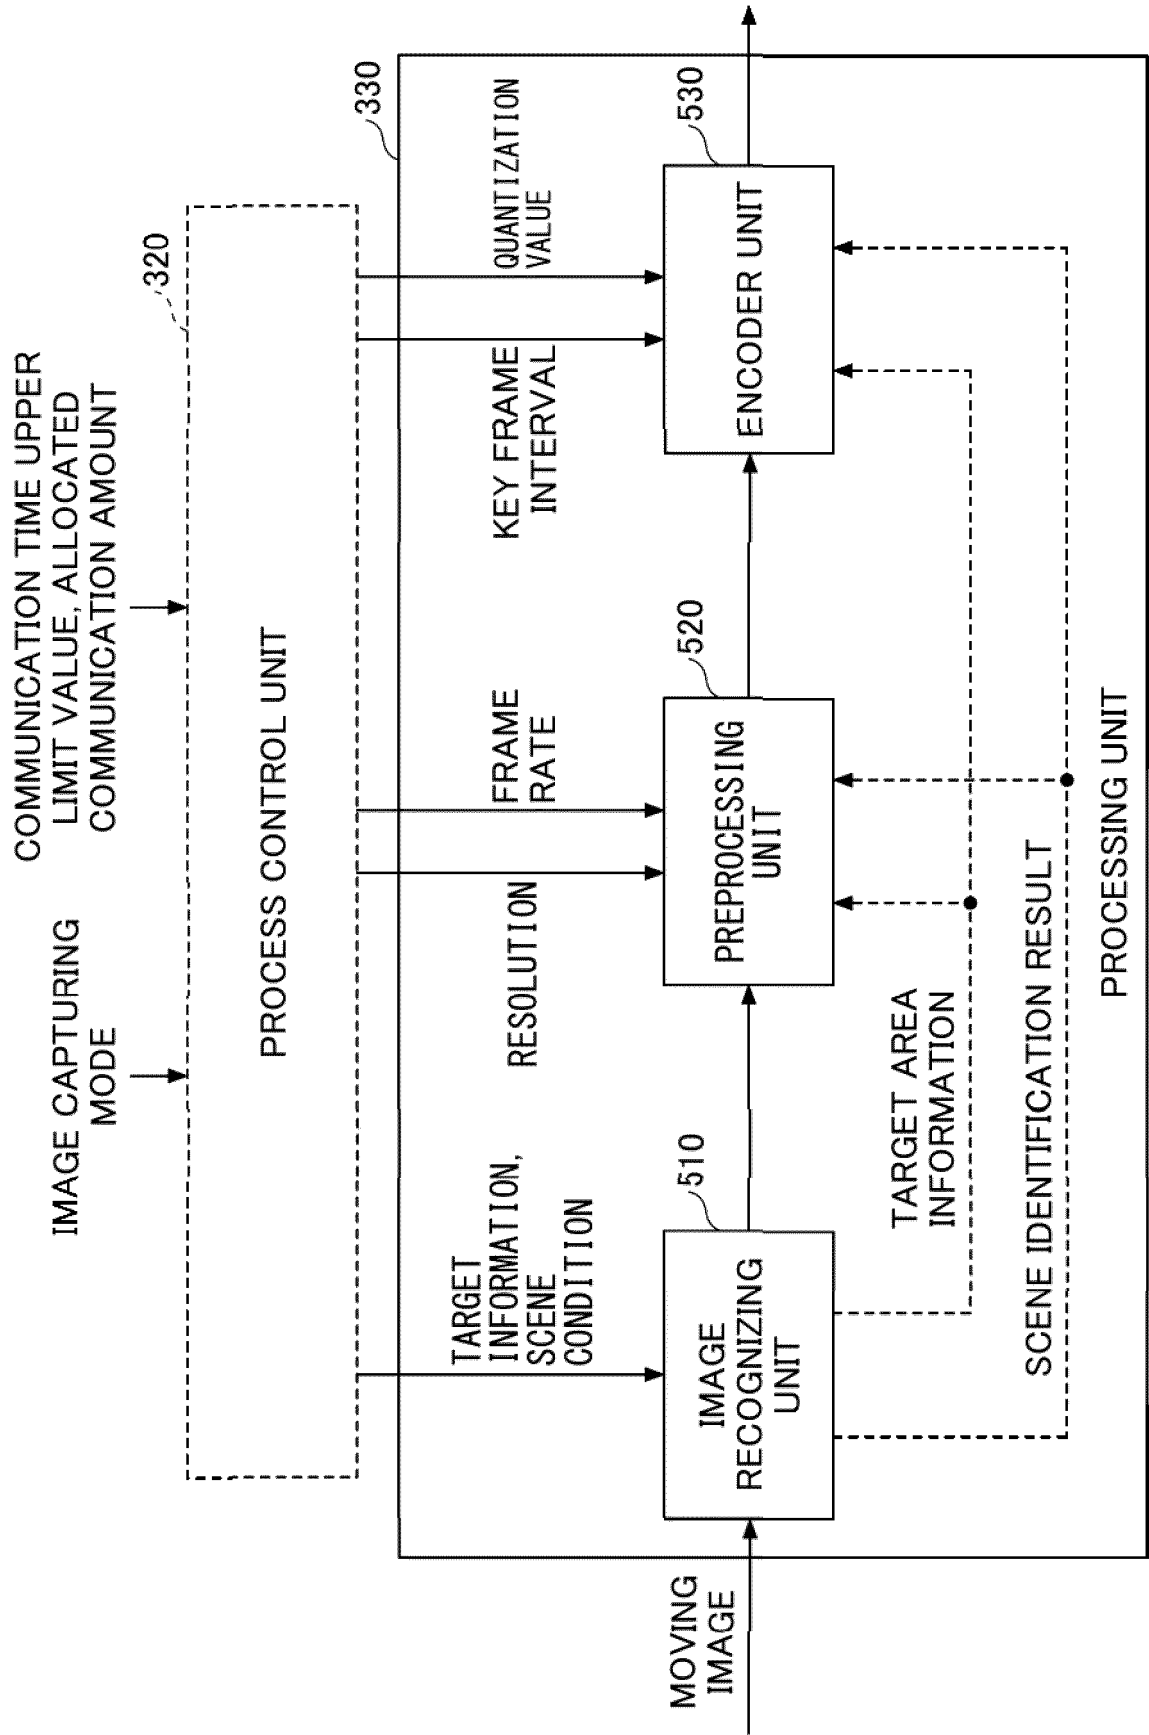 IMAGE CAPTURING
MODE
COMMUNICATION TIME UPPER
LIMIT VALUE, ALLOCATED
COMMUNICATION AMOUNT
320
PROCESS CONTROL UNIT
330
TARGET
INFORMATION,
SCENE
CONDITION
RESOLUTION
FRAME
RATE
KEY FRAME
INTERVAL
QUANTIZATION
VALUE
MOVING
IMAGE
510
IMAGE
RECOGNIZING
UNIT
520
PREPROCESSING
UNIT
530
ENCODER UNIT
TARGET AREA
INFORMATION
SCENE IDENTIFICATION RESULT
PROCESSING UNIT